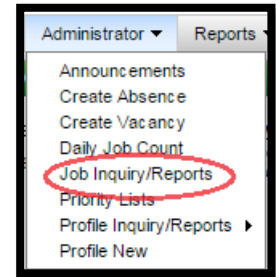 Administrator ▼ Reports
Announcements
Create Absence
Create Vacancy
Daily Job Count
Job Inquiry/Reports
Priority Lists
Profile Inquiry/Reports ▶
Profile New